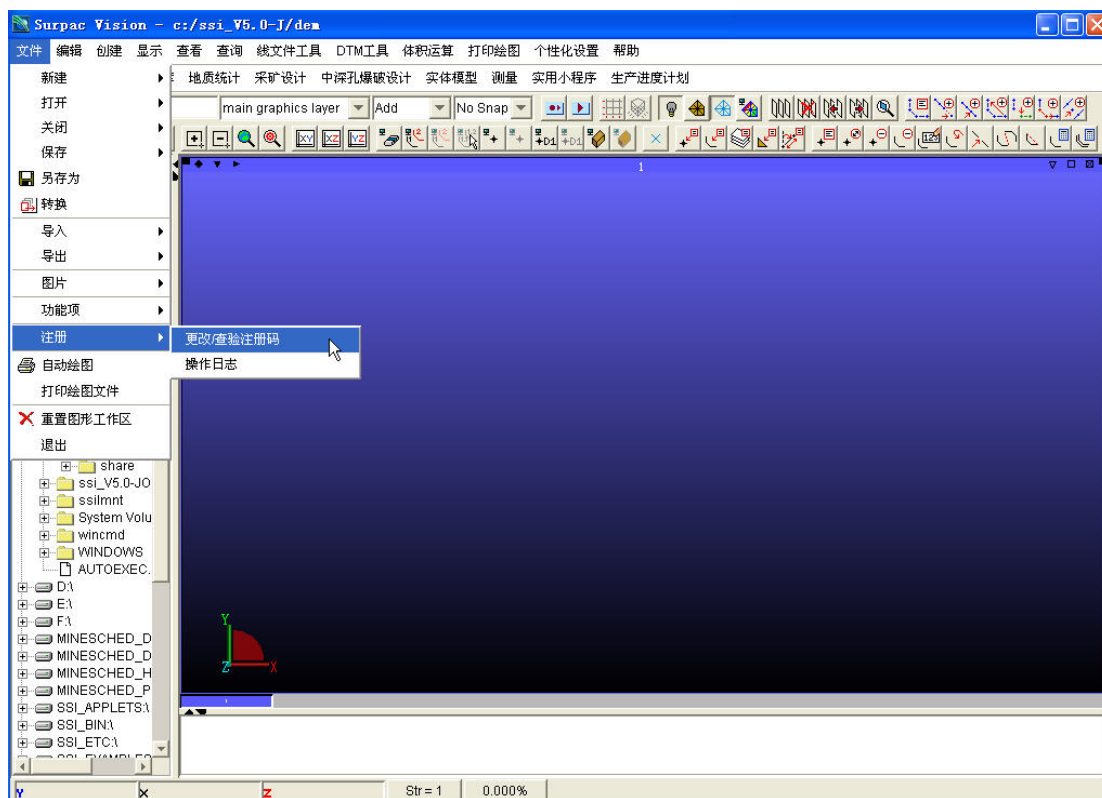 Surpac Vision - c:/ssi_V5.0-J/dem
文件 编辑 创建 显示 查看 查询 线文件工具 DTM工具 体积运算 打印绘图 个性化设置 帮助
地质统计 采矿设计 中深孔爆破设计 实体模型 测量 实用小程序 生产进度计划
main graphics layer Add No Snap
新建
打开
关闭
保存
另存为
转换
导入
导出
图片
功能项
注册
更改/查验注册码
操作日志
自动绘图
打印绘图文件
重置图形工作区
退出
XY XZ YZ
D1 D1
123
1
share
ssi_V5.0-JO
ssilmnt
System Volu
wincmd
WINDOWS
AUTOEXEC.
D:\
E:\
F:\
MINESCHED_D
MINESCHED_D
MINESCHED_H
MINESCHED_P
SSI_APPLETS:\
SSI_BIN:\
SSI_ETC:\
Y
Z X
1
Y X Z Str = 1 0.000%